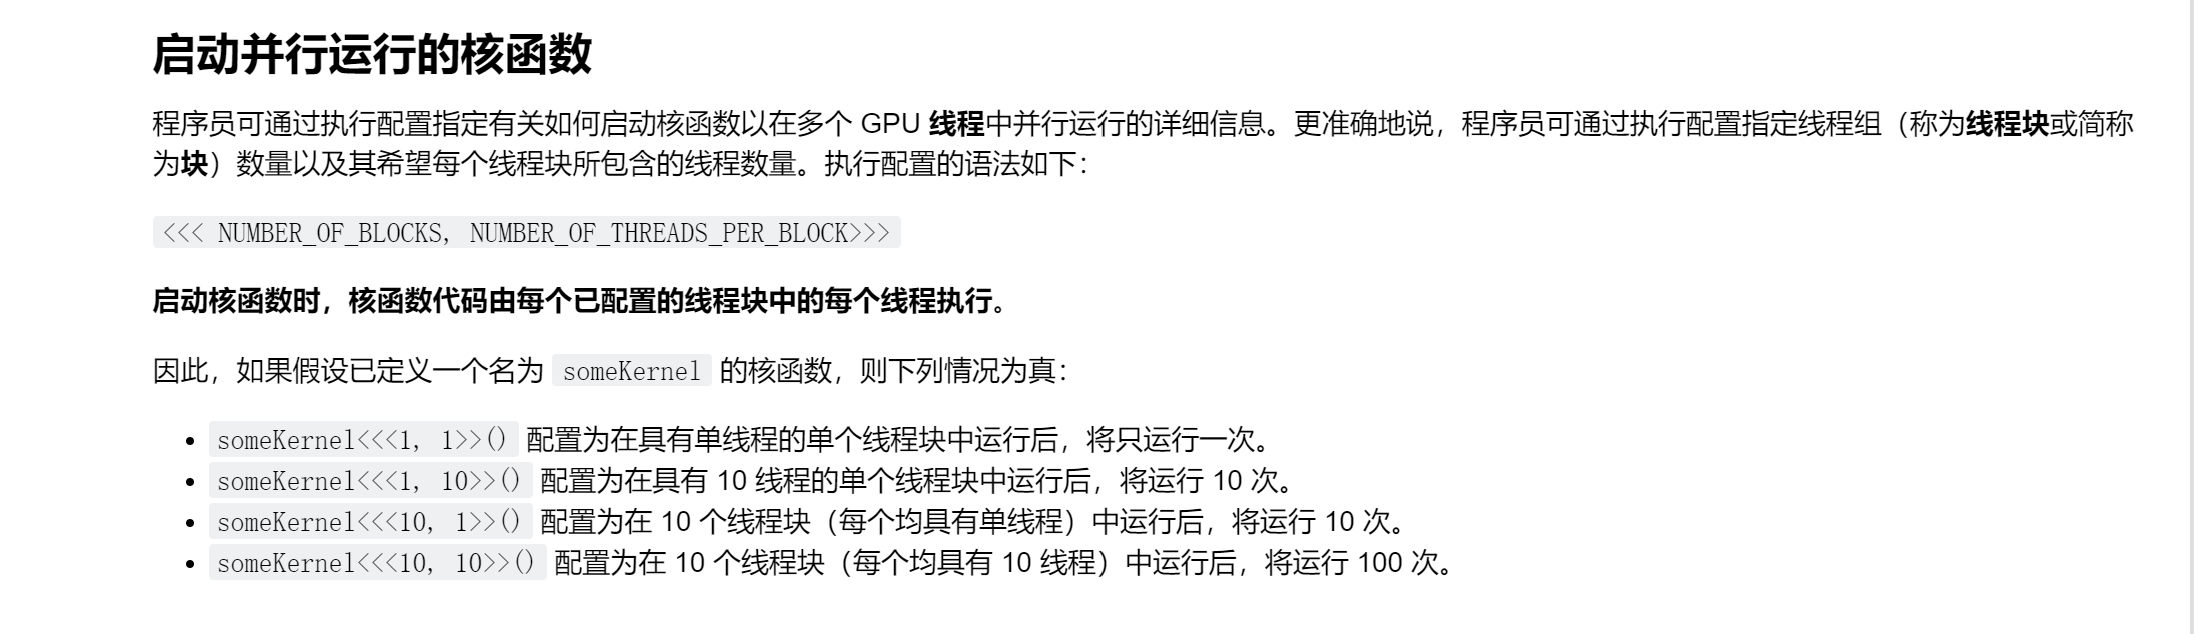 启动并行运行的核函数
程序员可通过执行配置指定有关如何启动核函数以在多个 GPU 线程中并行运行的详细信息。更准确地说，程序员可通过执行配置指定线程组（称为线程块或简称
为块）数量以及其希望每个线程块所包含的线程数量。执行配置的语法如下：
<<< NUMBER_OF_BLOCKS, NUMBER_OF_THREADS_PER_BLOCK>>>
启动核函数时，核函数代码由每个已配置的线程块中的每个线程执行。
因此，如果假设已定义一个名为 someKernel 的核函数，则下列情况为真：
• someKernel<<<1, 1>>() 配置为在具有单线程的单个线程块中运行后，将只运行一次。
• someKernel<<<1, 10>>() 配置为在具有 10 线程的单个线程块中运行后，将运行 10 次。
• someKernel<<<10, 1>>() 配置为在 10 个线程块（每个均具有单线程）中运行后，将运行 10 次。
• someKernel<<<10, 10>>() 配置为在 10 个线程块（每个均具有 10 线程）中运行后，将运行 100 次。